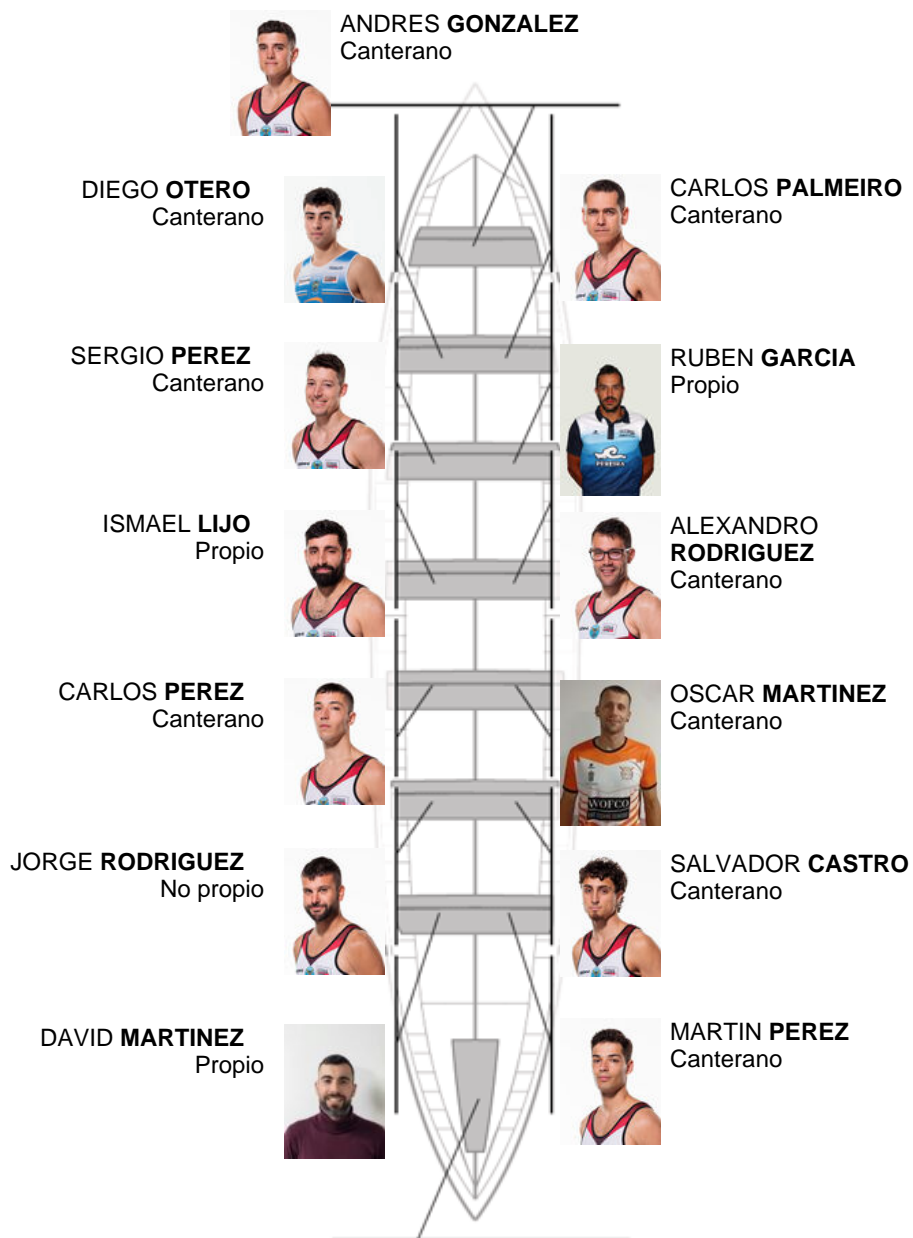 ANDRES GONZALEZ
Canterano
DIEGO OTERO
Canterano
CARLOS PALMEIRO
Canterano
SERGIO PEREZ
Canterano
RUBEN GARCIA
Propio
PEREIRA
ISMAEL LIJO
Propio
ALEXANDRO
RODRIGUEZ
Canterano
CARLOS PEREZ
Canterano
OSCAR MARTINEZ
Canterano
WOFCO
JORGE RODRIGUEZ
No propio
SALVADOR CASTRO
Canterano
DAVID MARTINEZ
Propio
MARTIN PEREZ
Canterano